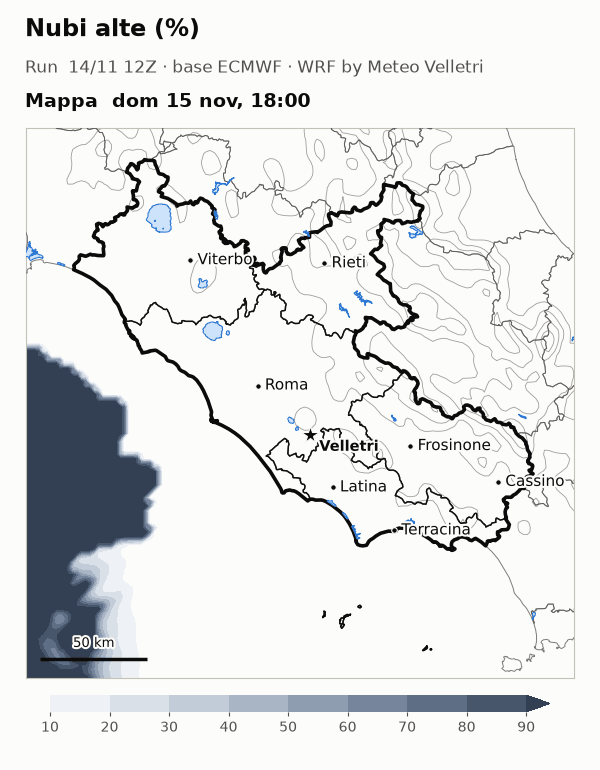 Nubi alte (%)
Run  14/11 12Z · base ECMWF · WRF by Meteo Velletri
Mappa  dom 15 nov, 18:00
Viterbo
Rieti
Roma
Velletri
Frosinone
Cassino
Latina
Terracina
50 km
10 20 30 40 50 60 70 80 90